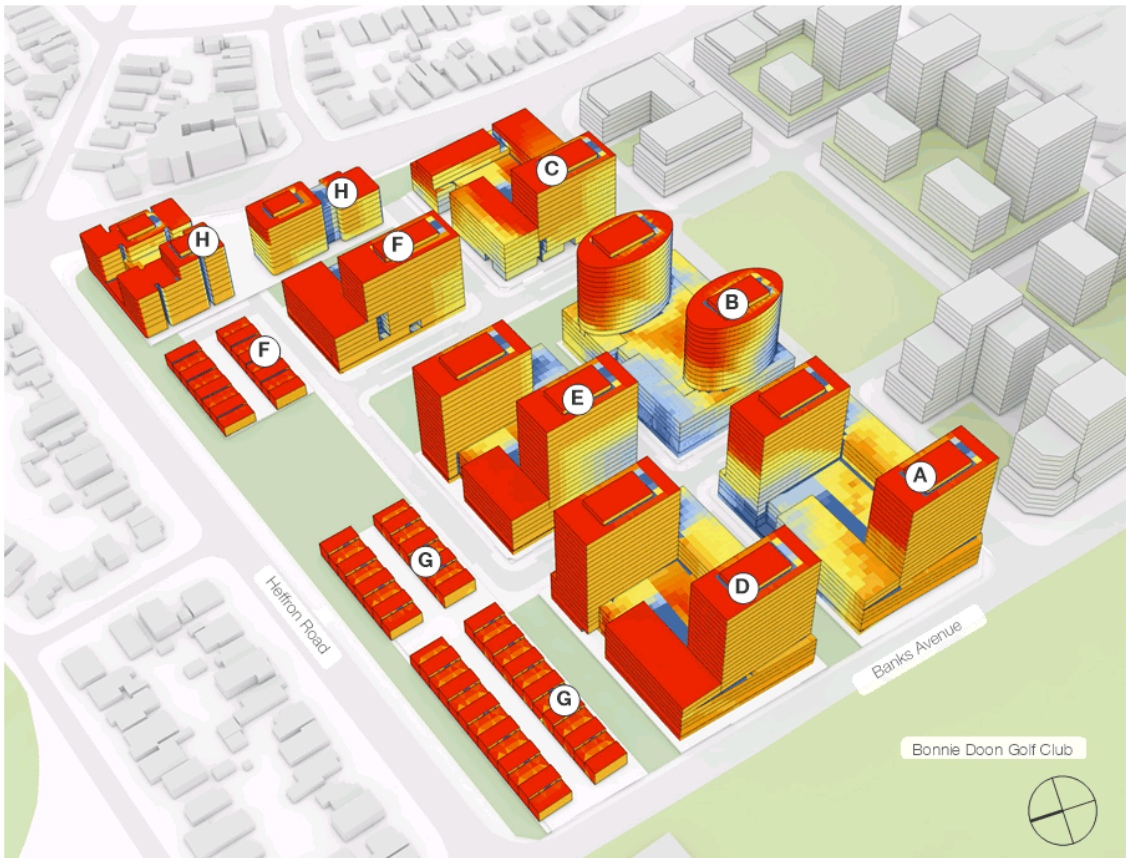 C
H
H
F
B
F
E
A
G
D
Heffron Road
Banks Avenue
G
Bonnie Doon Golf Club